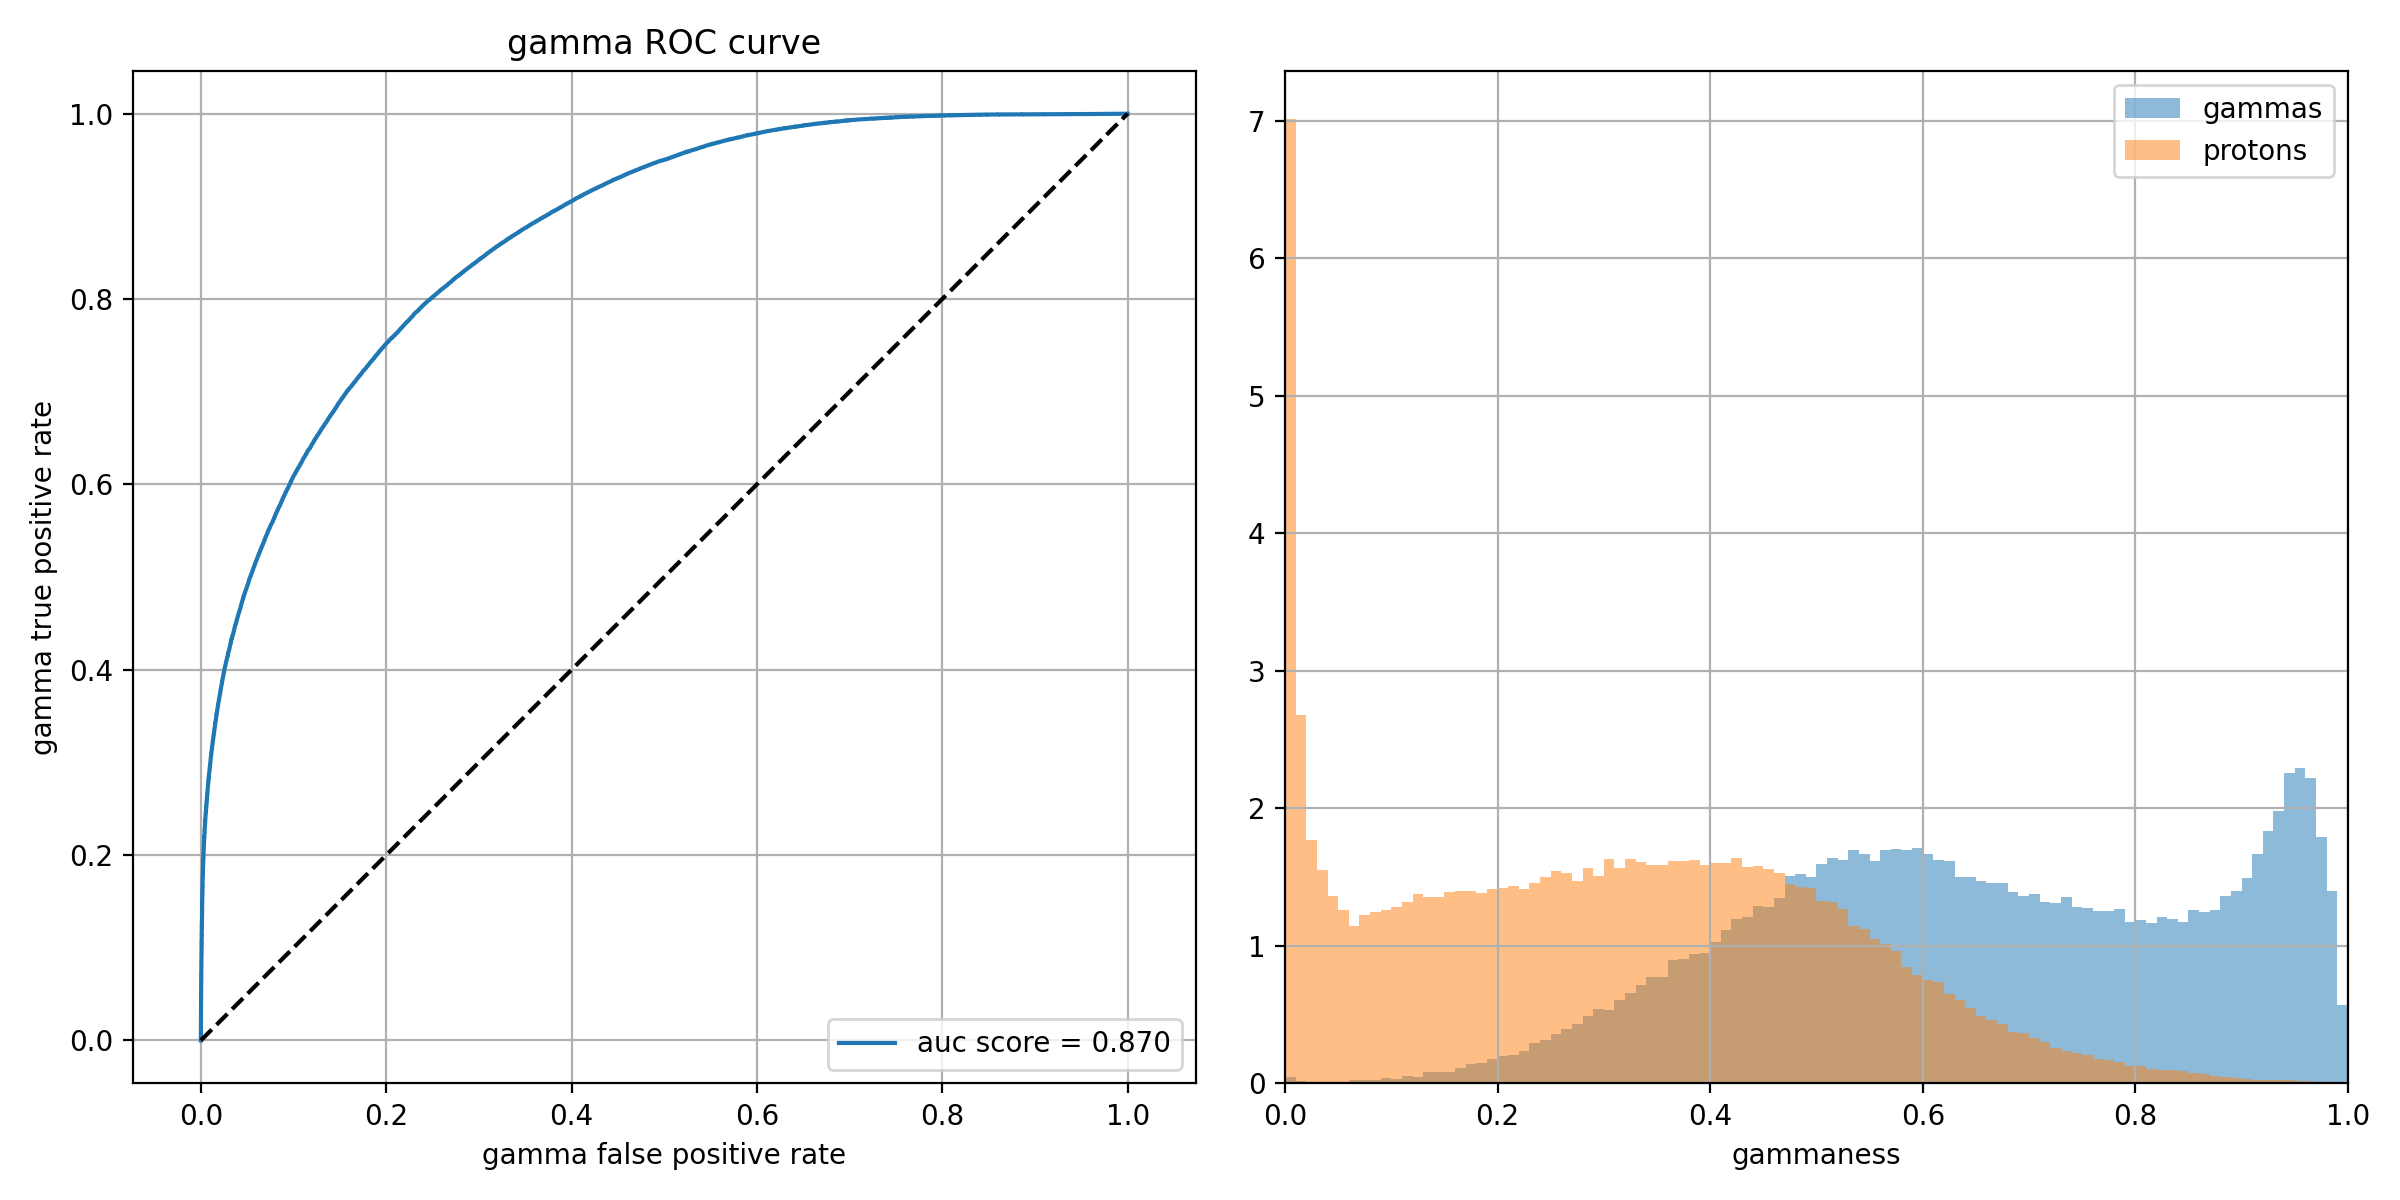 gamma ROC curve
1.0
0.8
0.6
0.4
0.2
0.0
gamma true positive rate
0.0 0.2 0.4 0.6 0.8 1.0
gamma false positive rate
auc score = 0.870
7
6
5
4
3
2
1
0
gammas
protons
0.0 0.2 0.4 0.6 0.8 1.0
gammaness